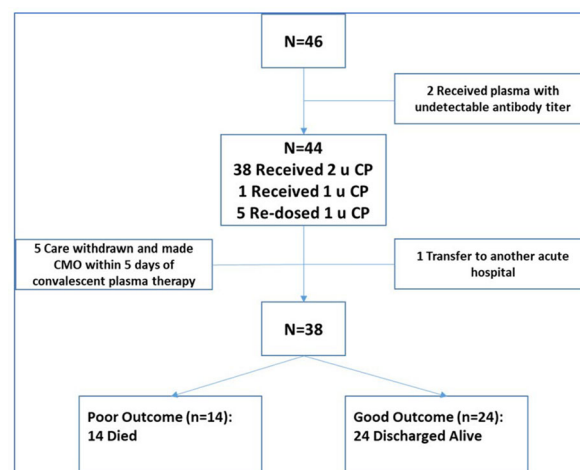 N=46
2 Received plasma with
undetectable antibody titer
N=44
38 Received 2 u CP
1 Received 1 u CP
5 Re-dosed 1 u CP
5 Care withdrawn and made
CMO within 5 days of
convalescent plasma therapy
1 Transfer to another acute
hospital
N=38
Poor Outcome (n=14):
14 Died
Good Outcome (n=24):
24 Discharged Alive